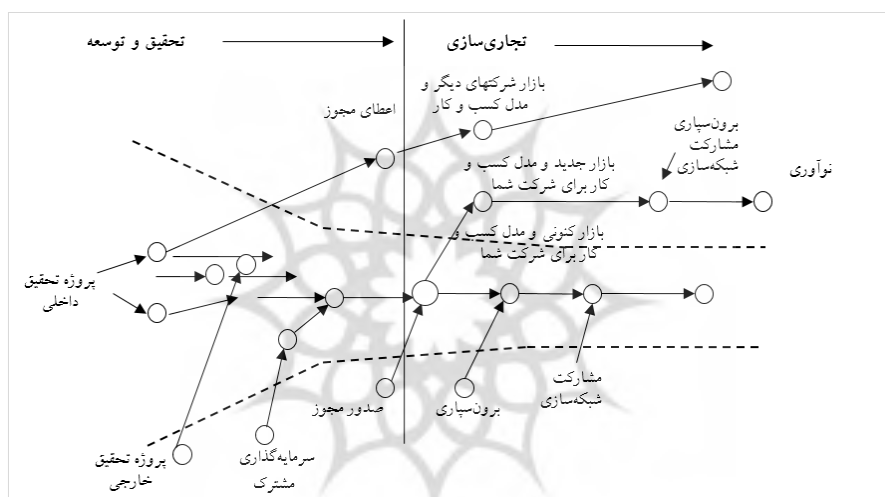 تحقیق و توسعه
تجاری‌سازی
اعطای مجوز
بازار شرکتهای دیگر و
مدل کسب و کار
برون‌سپاری
مشارکت
شبکه‌سازی
نوآوری
بازار جدید و مدل کسب و
کار برای شرکت شما
بازار کنونی و مدل کسب و
کار برای شرکت شما
پروژه تحقیق
داخلی
مشارکت
شبکه‌سازی
برون‌سپاری
صدور مجوز
سرمایه‌گذاری
مشترک
پروژه تحقیق
خارجی